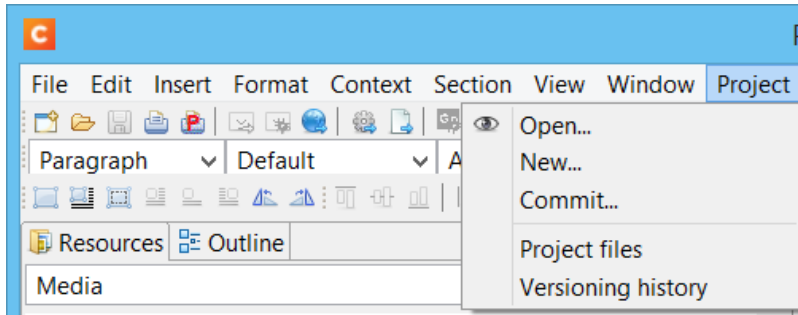 C
File Edit Insert Format Context Section View Window Project
Open...
Paragraph Default A
New...
Commit...
Resources Outline
Project files
Media
Versioning history